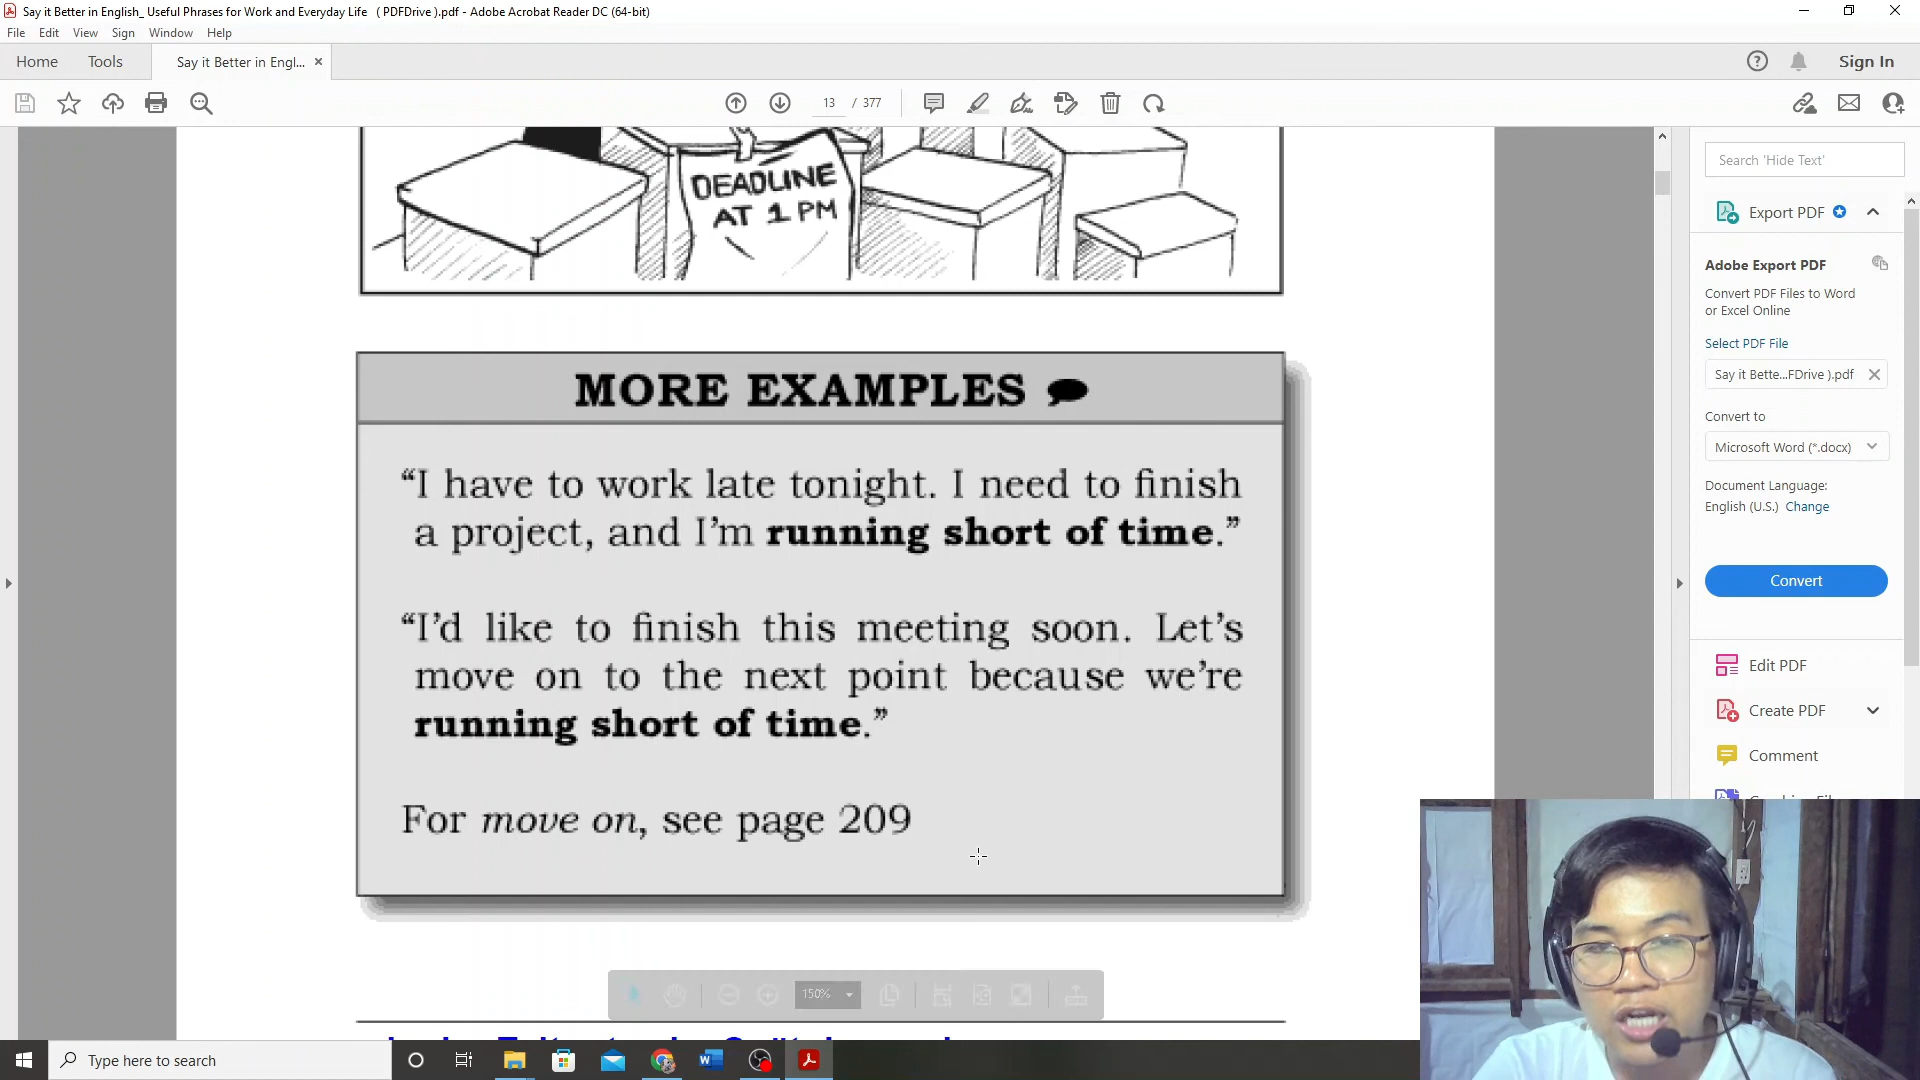 Say it Better in English_ Useful Phrases for Work and Everyday Life ( PDFDrive ).pdf - Adobe Acrobat Reader DC (64-bit)
File Edit View Sign Window Help
Home Tools Say it Better in Engl... × Sign In
13 / 377
DEADLINE
AT 1 PM
MORE EXAMPLES
“I have to work late tonight. I need to finish
a project, and I’m running short of time.”
“I’d like to finish this meeting soon. Let’s
move on to the next point because we’re
running short of time.”
For move on, see page 209
150%
Search 'Hide Text'
Export PDF
Adobe Export PDF
Convert PDF Files to Word
or Excel Online
Select PDF File
Say it Bette...FDrive ).pdf
Convert to
Microsoft Word (*.docx)
Document Language:
English (U.S.) Change
Convert
Edit PDF
Create PDF
Comment
Type here to search